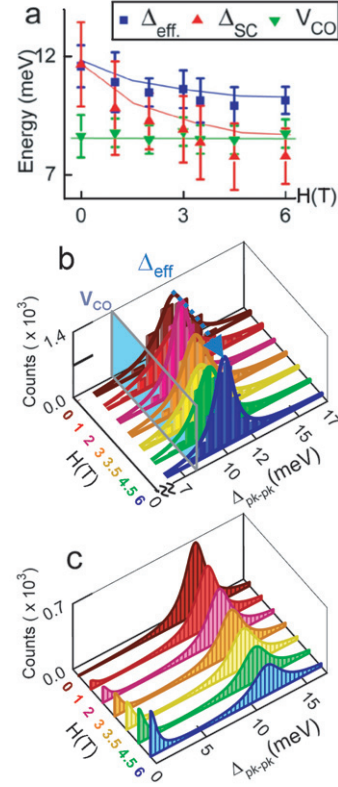 a
Δeff. ΔSC VCO
Energy (meV)
12
7
0 3 6 H(T)
b
Δeff
VCO
Counts ( x 10³)
1.4
0.0
0 1 2 3 3.5 4.5 6
H(T)
0 7 10 12 15 17
Δpk-pk (meV)
c
Counts ( x 10³)
0.7
0.0
0 1 2 3 3.5 4.5 6
H(T)
0 5 10 15
Δpk-pk (meV)